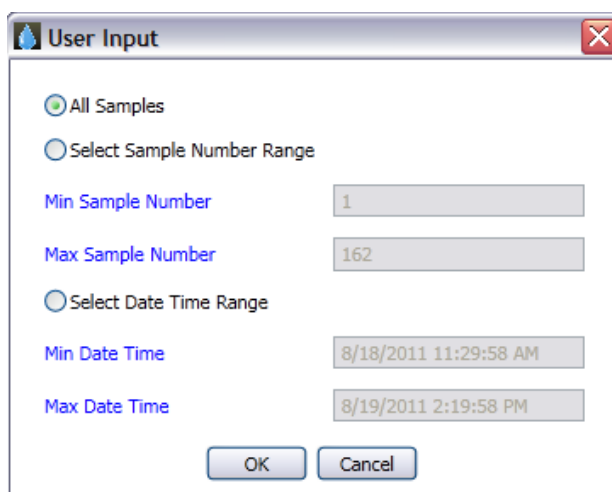 User Input
All Samples
Select Sample Number Range
Min Sample Number 1
Max Sample Number 162
Select Date Time Range
Min Date Time 8/18/2011 11:29:58 AM
Max Date Time 8/19/2011 2:19:58 PM
OK Cancel